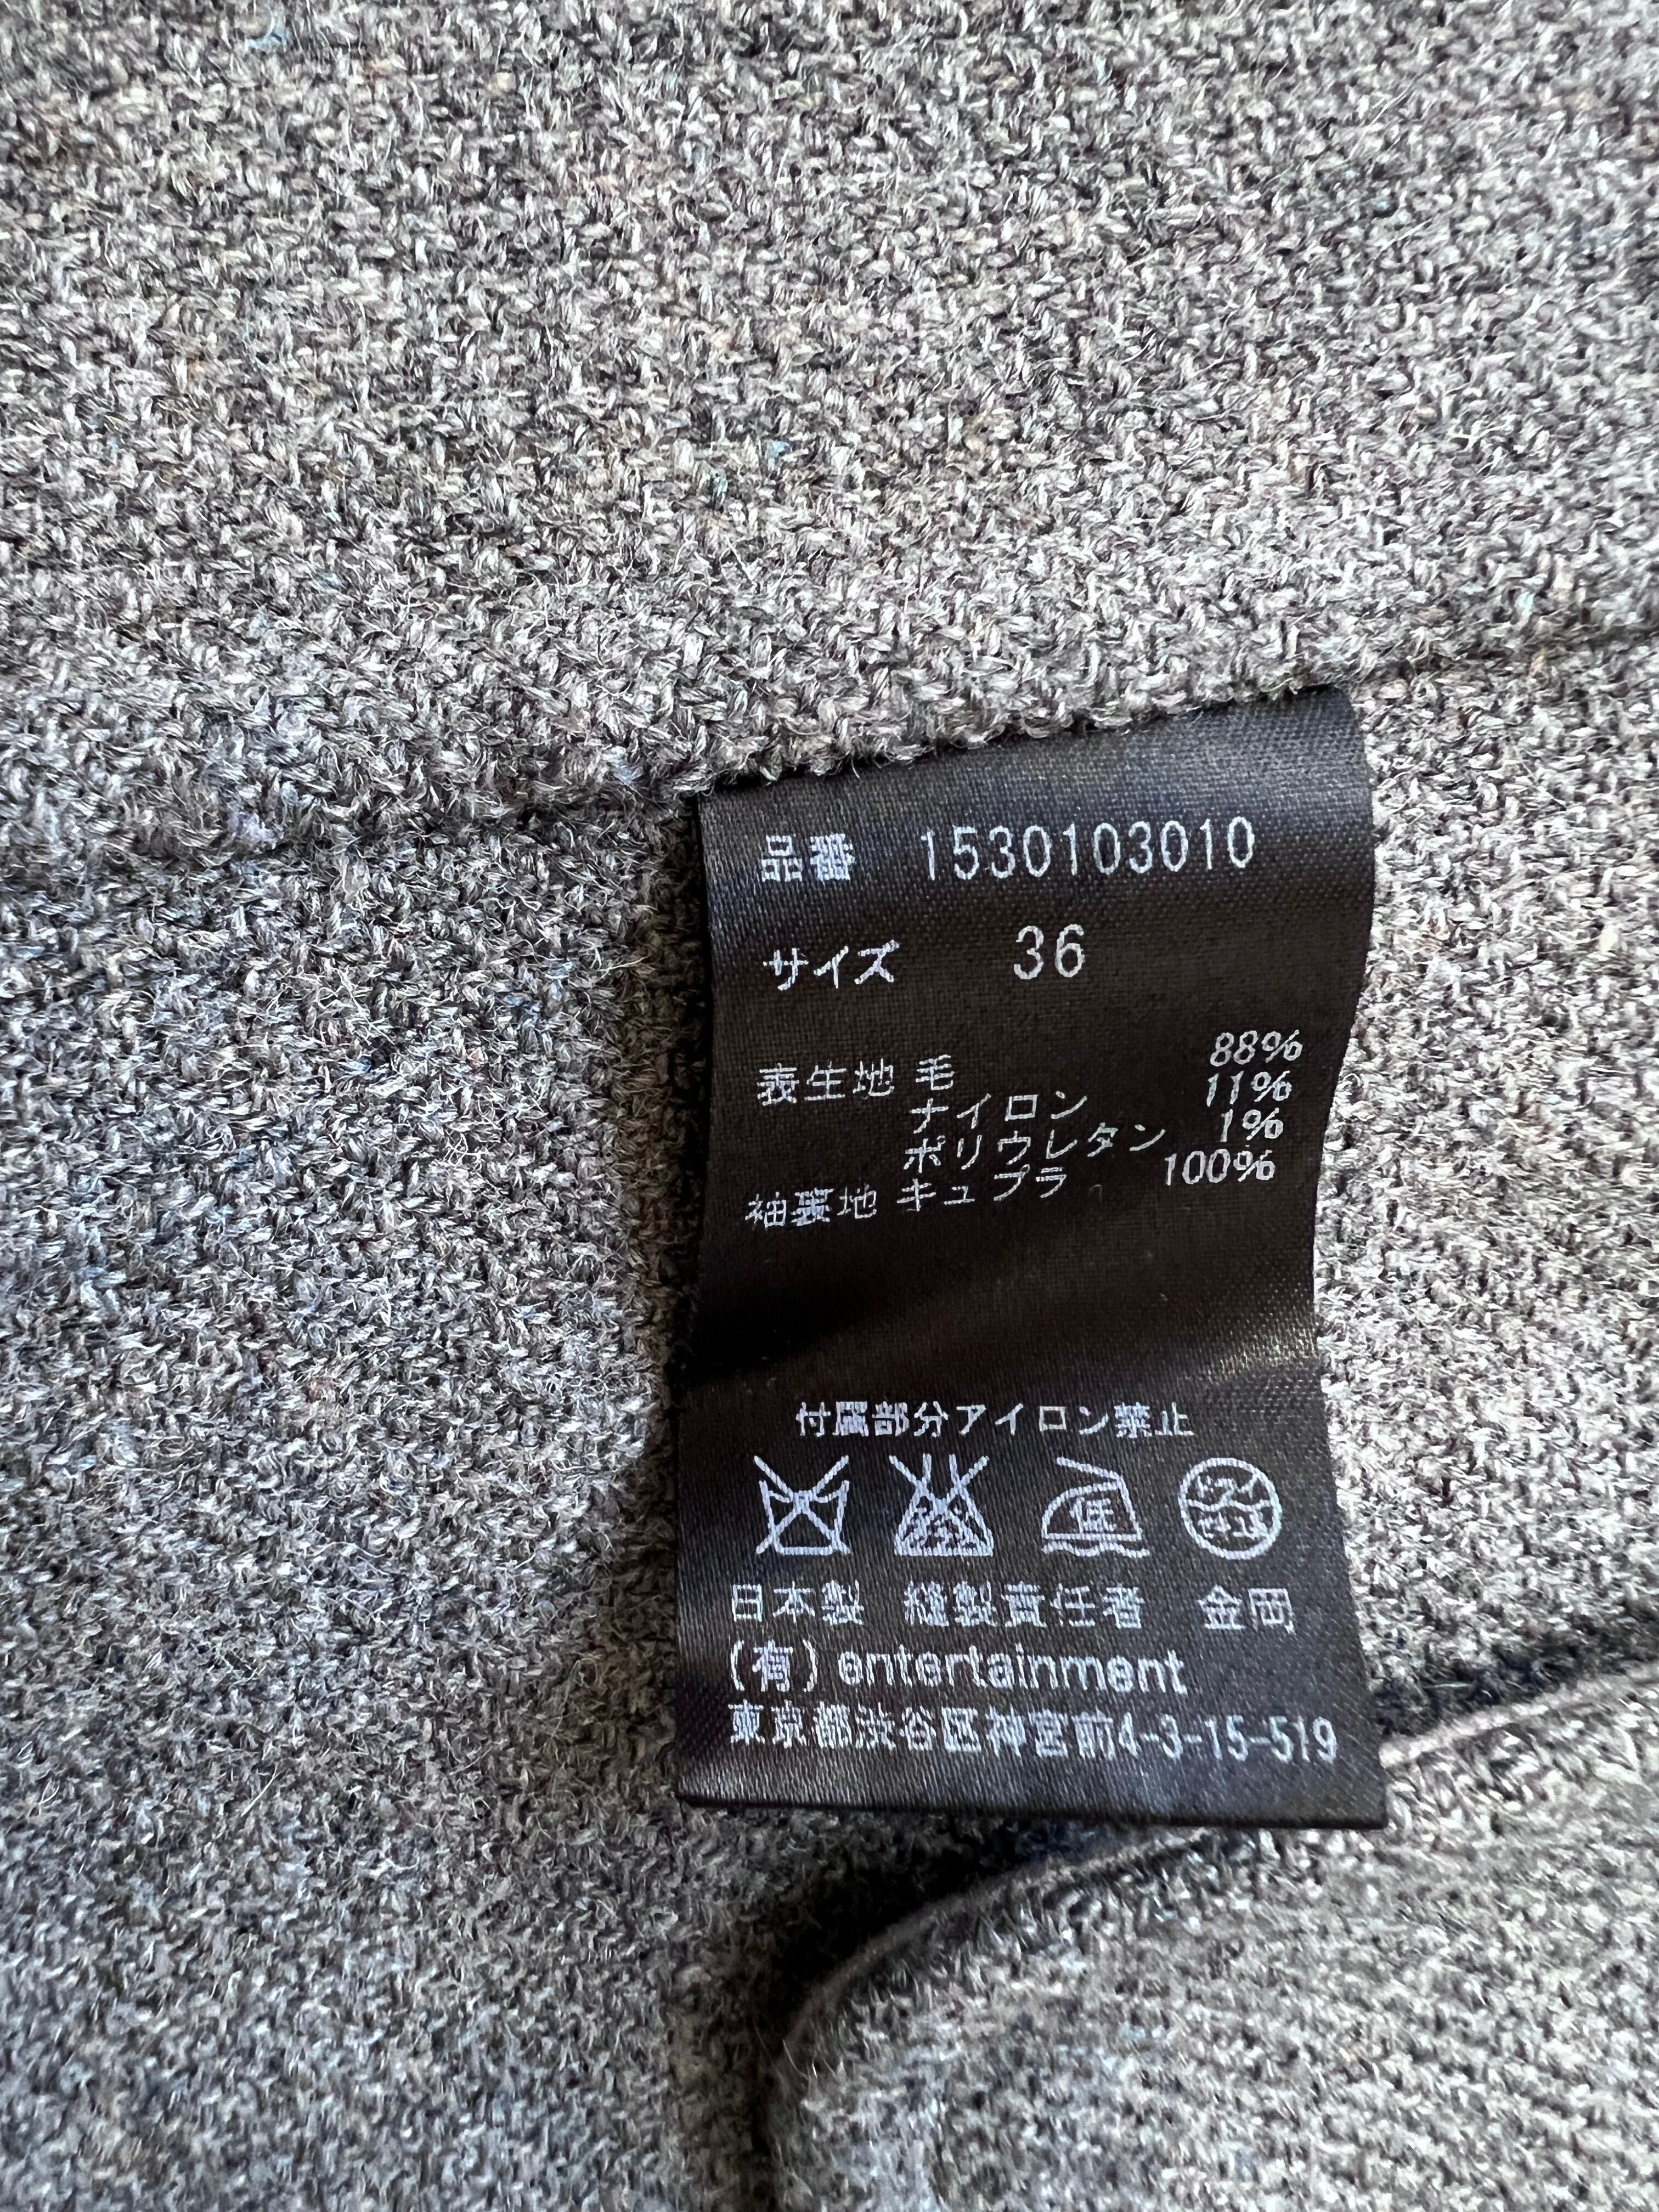 品番 1530103010
サイズ 36
表生地 毛 88%
ナイロン 11%
ポリウレタン 1%
袖裏地 キュプラ 100%
付属部分アイロン禁止
低
日本製 縫製責任者 金岡
(有) entertainment
東京都渋谷区神宮前4-3-15-519